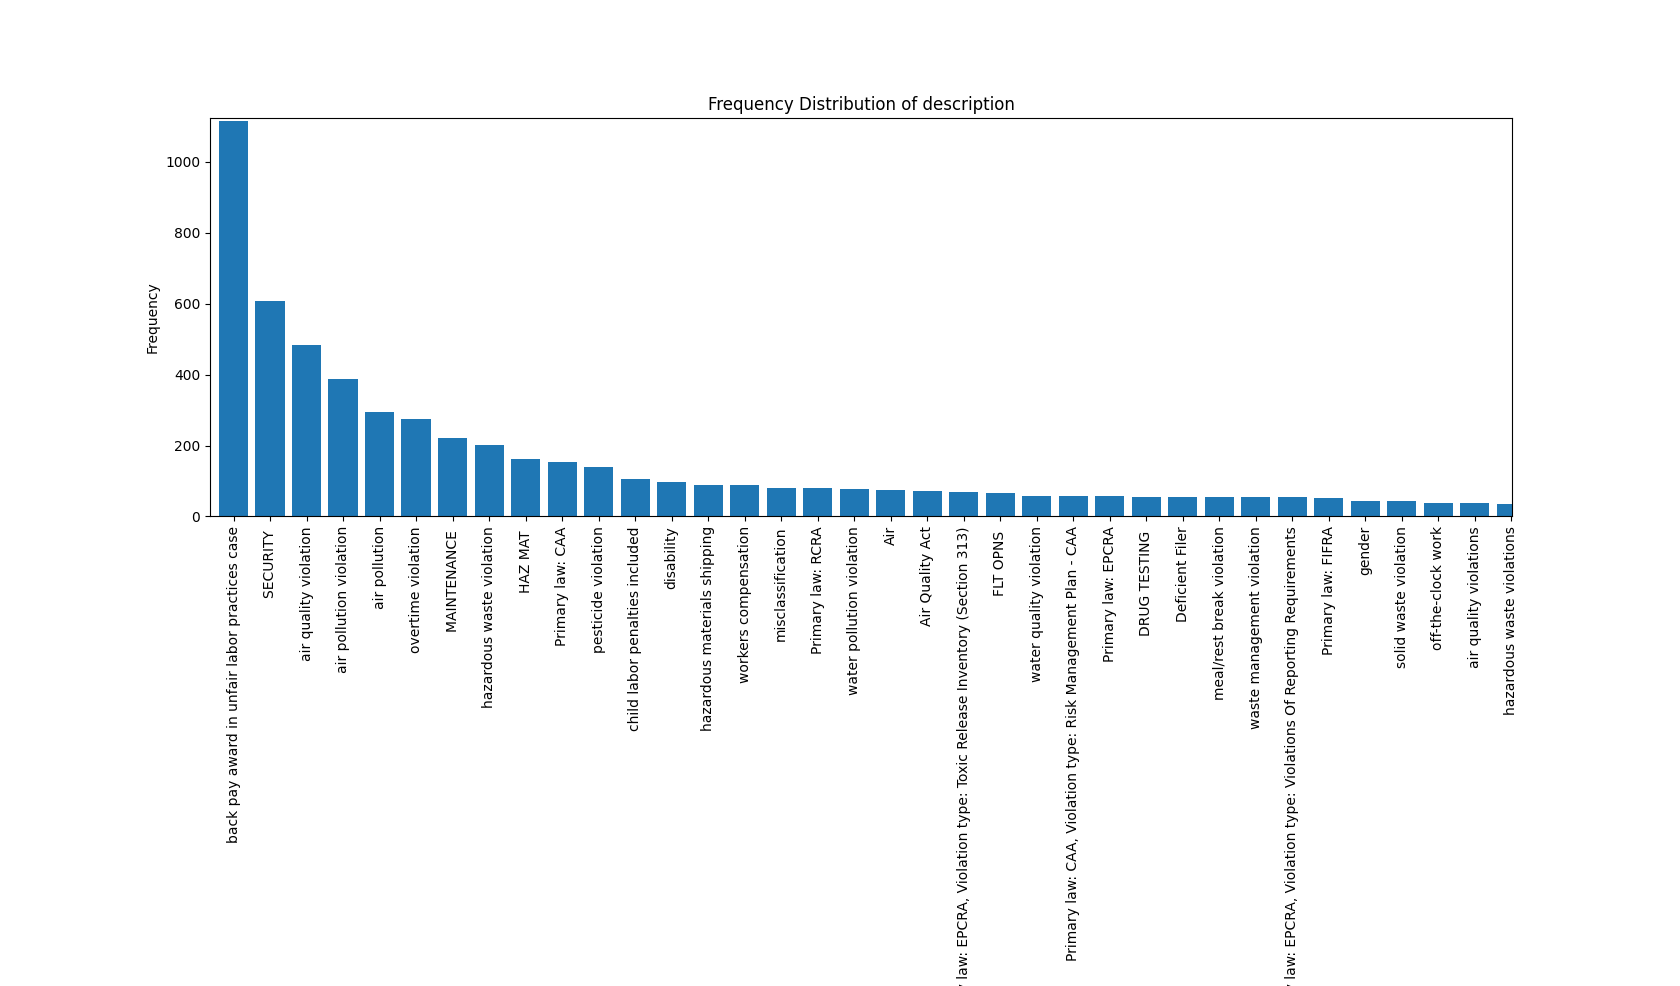 Frequency Distribution of description
Frequency
1000
800
600
400
200
0
back pay award in unfair labor practices case
SECURITY
air quality violation
air pollution violation
air pollution
overtime violation
MAINTENANCE
hazardous waste violation
HAZ MAT
Primary law: CAA
pesticide violation
child labor penalties included
disability
hazardous materials shipping
workers compensation
misclassification
Primary law: RCRA
water pollution violation
Air
Air Quality Act
law: EPCRA, Violation type: Toxic Release Inventory (Section 313)
FLT OPNS
water quality violation
Primary law: CAA, Violation type: Risk Management Plan - CAA
Primary law: EPCRA
DRUG TESTING
Deficient Filer
meal/rest break violation
waste management violation
law: EPCRA, Violation type: Violations Of Reporting Requirements
Primary law: FIFRA
gender
solid waste violation
off-the-clock work
air quality violations
hazardous waste violations